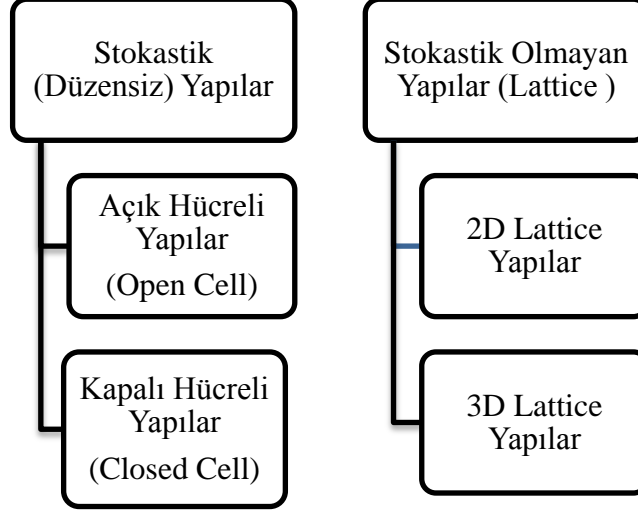 Stokastik
(Düzensiz) Yapılar
Açık Hücreli
Yapılar
(Open Cell)
Kapalı Hücreli
Yapılar
(Closed Cell)
Stokastik Olmayan
Yapılar (Lattice )
2D Lattice
Yapılar
3D Lattice
Yapılar